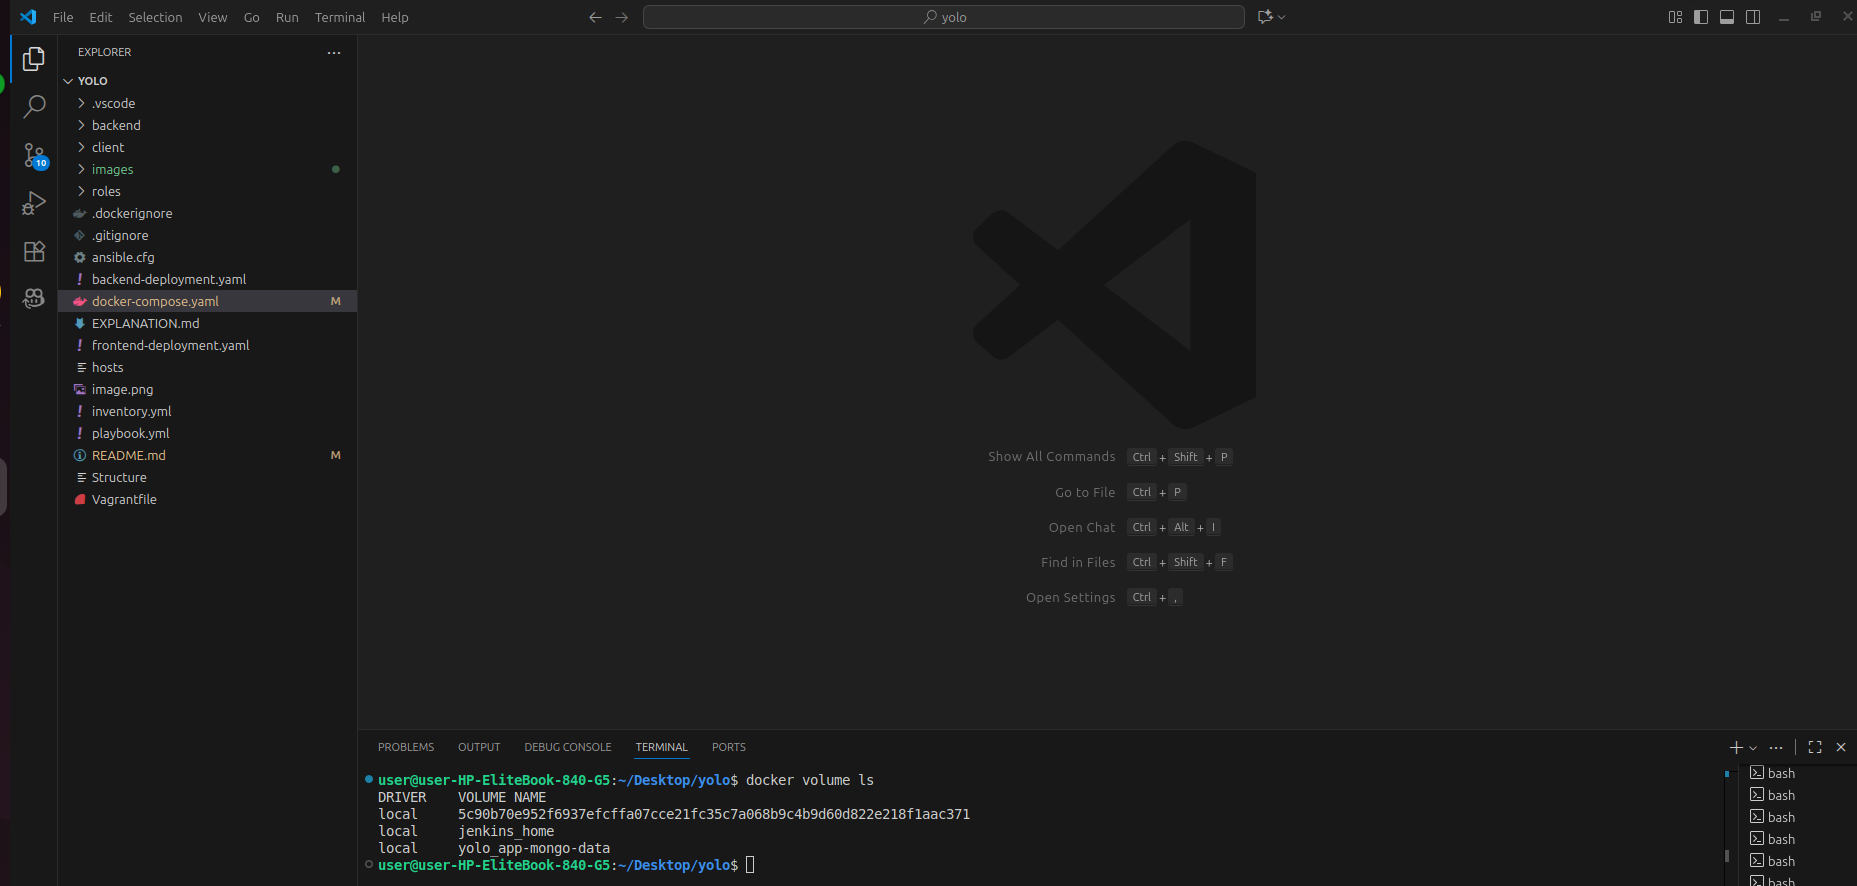 File Edit Selection View Go Run Terminal Help
yolo
EXPLORER
YOLO
.vscode
backend
client
10
images
roles
.dockerignore
.gitignore
ansible.cfg
backend-deployment.yaml
docker-compose.yaml M
EXPLANATION.md
frontend-deployment.yaml
hosts
image.png
inventory.yml
playbook.yml
README.md M
Structure
Vagrantfile
Show All Commands Ctrl + Shift + P
Go to File Ctrl + P
Open Chat Ctrl + Alt + I
Find in Files Ctrl + Shift + F
Open Settings Ctrl + ,
PROBLEMS OUTPUT DEBUG CONSOLE TERMINAL PORTS
user@user-HP-EliteBook-840-G5:~/Desktop/yolo$ docker volume ls
DRIVER VOLUME NAME
local 5c90b70e952f6937efcffa07cce21fc35c7a068b9c4b9d60d822e218f1aac371
local jenkins_home
local yolo_app-mongo-data
user@user-HP-EliteBook-840-G5:~/Desktop/yolo$
bash
bash
bash
bash
bash
bash